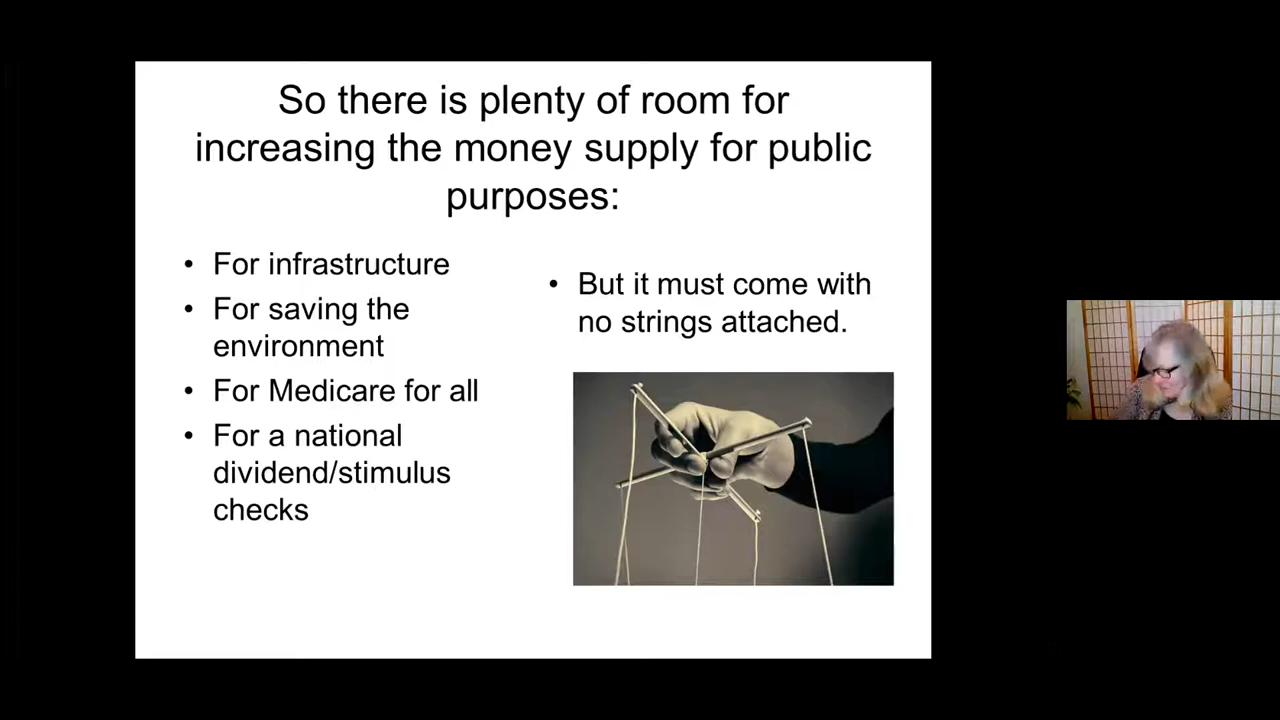 So there is plenty of room for
increasing the money supply for public
purposes:
• For infrastructure
• For saving the
environment
• For Medicare for all
• For a national
dividend/stimulus
checks
• But it must come with
no strings attached.